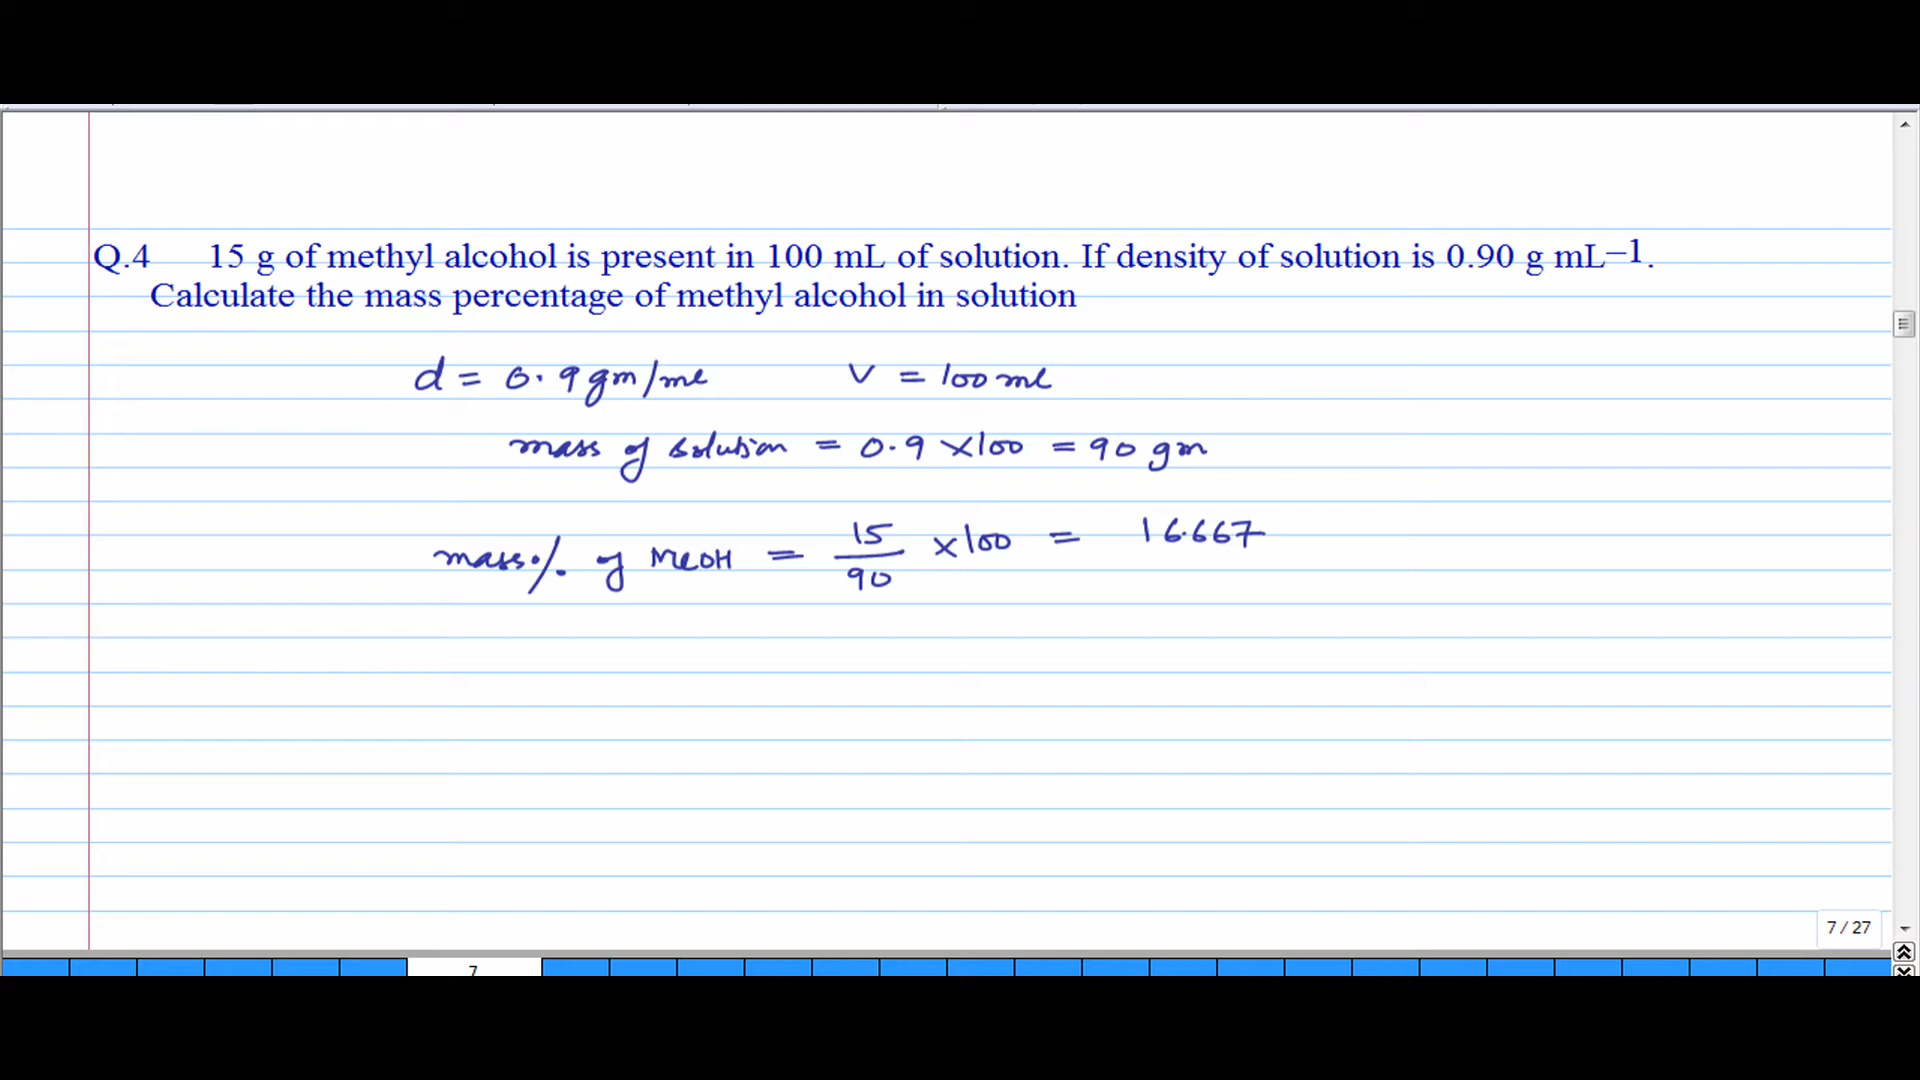 Q.4 15 g of methyl alcohol is present in 100 mL of solution. If density of solution is 0.90 g mL−1.
Calculate the mass percentage of methyl alcohol in solution
d = 0.9 gm/ml V = 100 ml
mass of solution = 0.9 × 100 = 90 gm
mass % of MeOH = 15/90 × 100 = 16.667
7 / 27
7